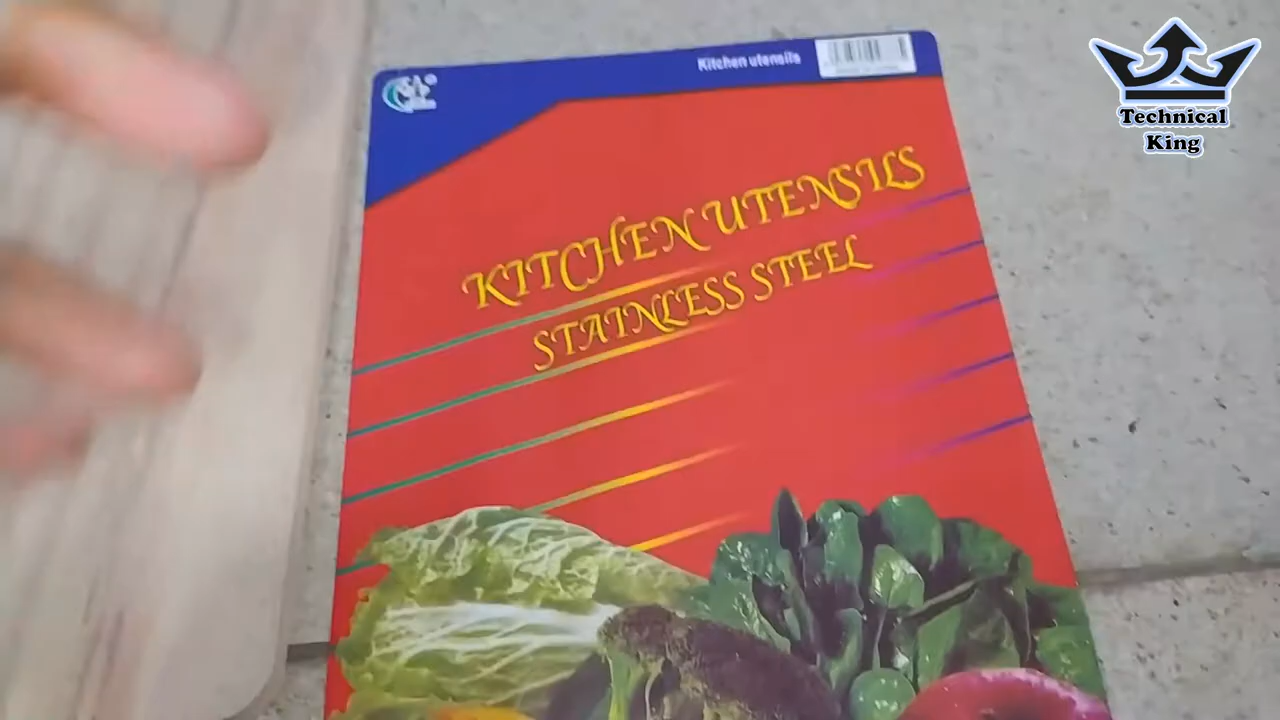 Kitchen utensils
KITCHEN UTENSILS
STAINLESS STEEL
Technical
King